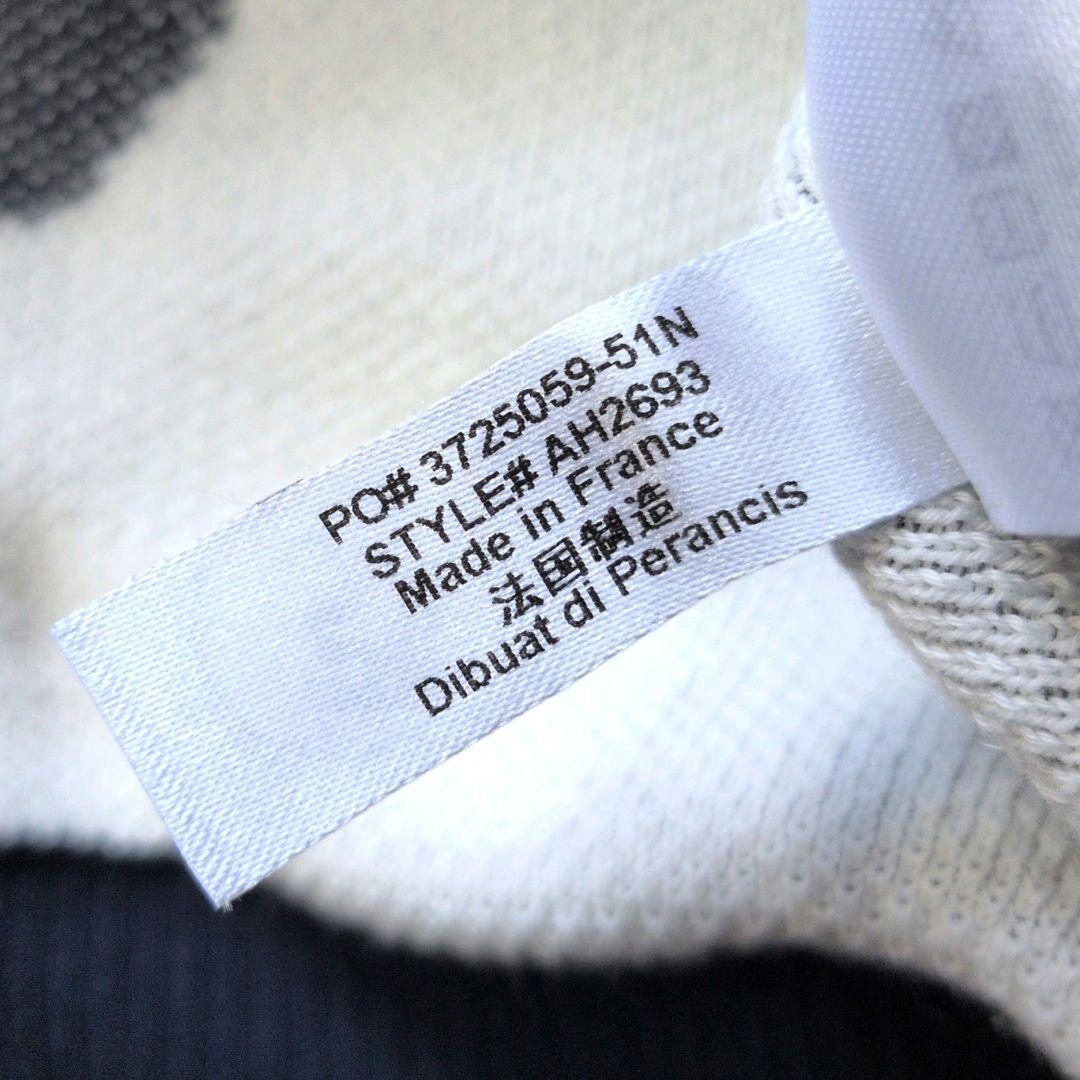 PO# 3725059-51N
STYLE# AH2693
Made in France
法国制造
Dibuat di Perancis